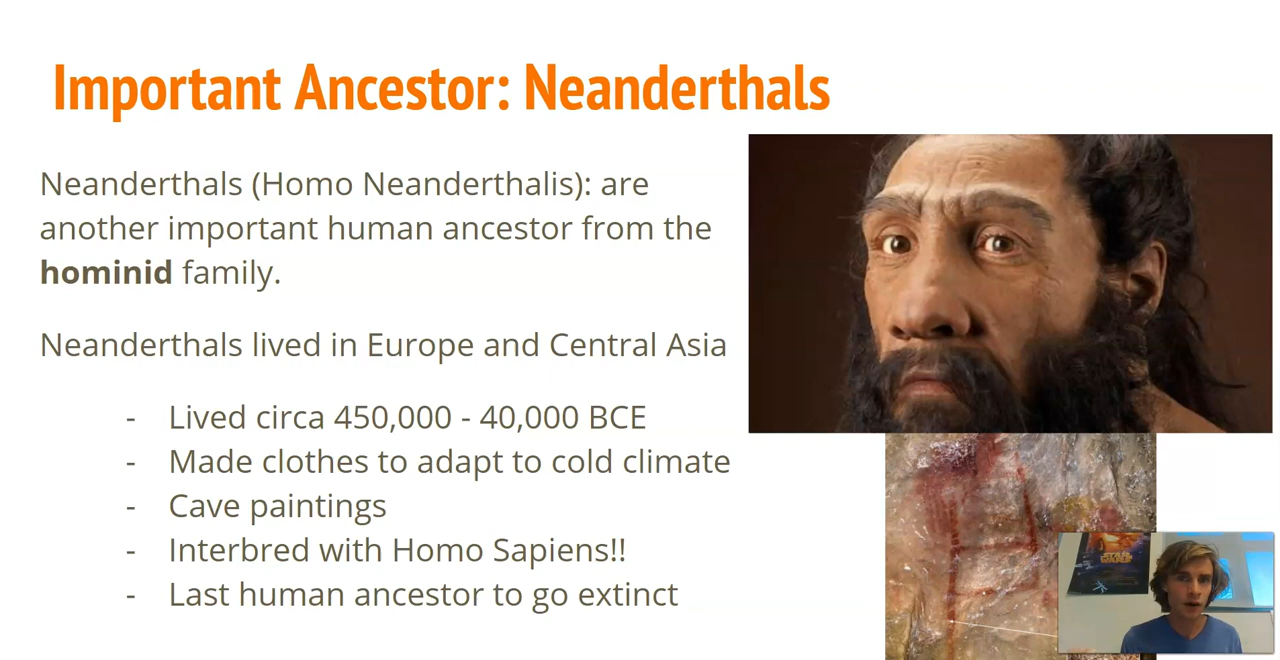 Important Ancestor: Neanderthals
Neanderthals (Homo Neanderthalis): are
another important human ancestor from the
hominid family.
Neanderthals lived in Europe and Central Asia
- Lived circa 450,000 - 40,000 BCE
- Made clothes to adapt to cold climate
- Cave paintings
- Interbred with Homo Sapiens!!
- Last human ancestor to go extinct
STAR
WARS